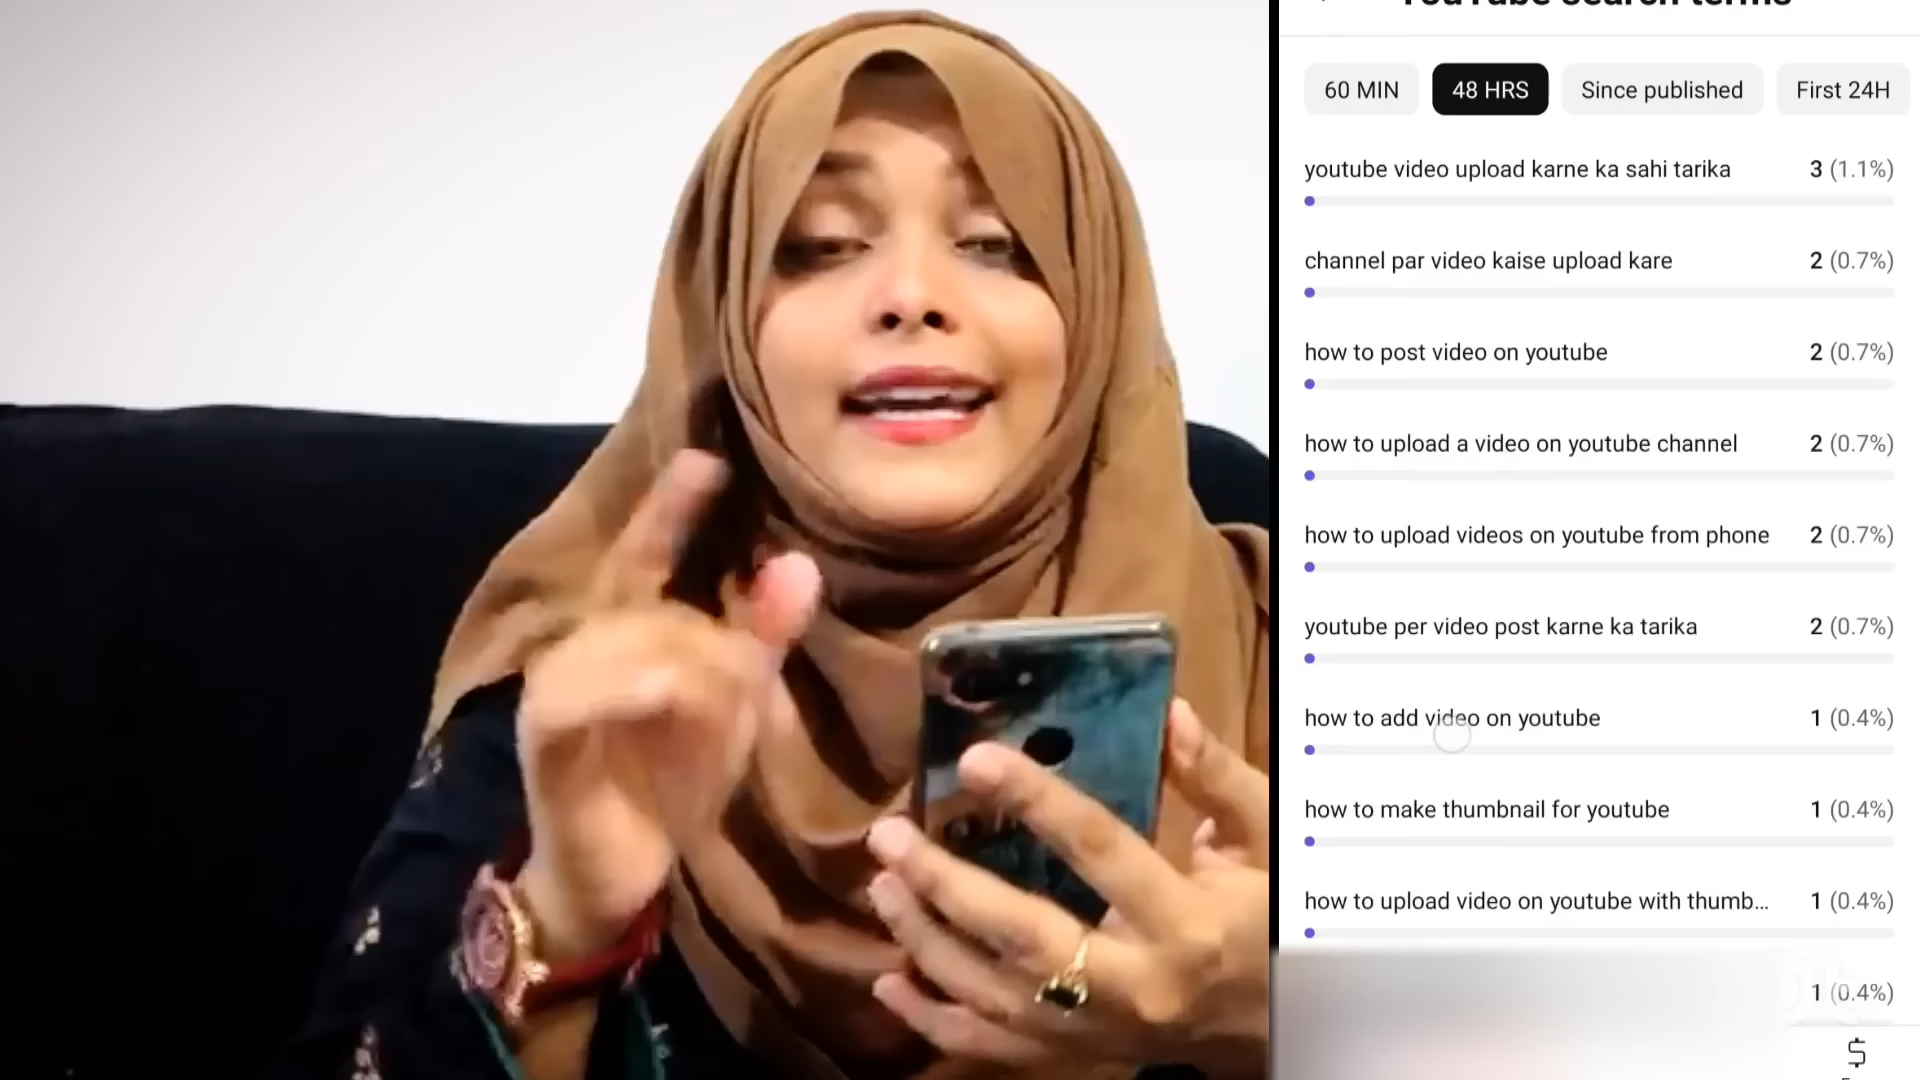 YouTube search terms
60 MIN 48 HRS Since published First 24H
youtube video upload karne ka sahi tarika 3 (1.1%)
channel par video kaise upload kare 2 (0.7%)
how to post video on youtube 2 (0.7%)
how to upload a video on youtube channel 2 (0.7%)
how to upload videos on youtube from phone 2 (0.7%)
youtube per video post karne ka tarika 2 (0.7%)
how to add video on youtube 1 (0.4%)
how to make thumbnail for youtube 1 (0.4%)
how to upload video on youtube with thumb... 1 (0.4%)
1 (0.4%)
$